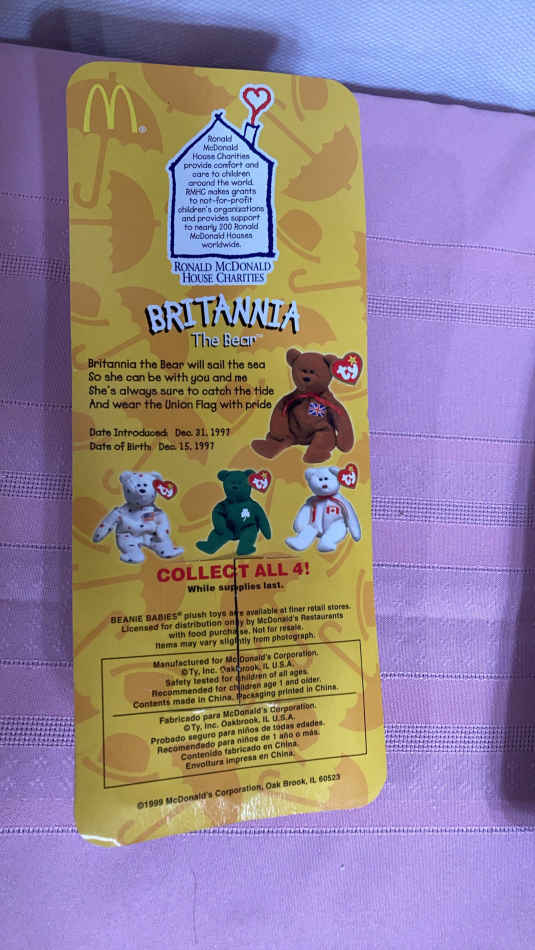 M®
Ronald
McDonald
House Charities
provide comfort and
care to children
around the world.
RMHC makes grants
to not-for-profit
children's organizations
and provides support
to nearly 200 Ronald
McDonald Houses
worldwide.
RONALD MCDONALD
HOUSE CHARITIES
BRITANNIA
The Bear™
Britannia the Bear will sail the sea
So she can be with you and me
She's always sure to catch the tide
And wear the Union Flag with pride
ty
Date Introduced: Dec. 31, 1997
Date of Birth: Dec. 15, 1997
ty
ty
ty
COLLECT ALL 4!
While supplies last.
BEANIE BABIES® plush toys are available at finer retail stores.
Licensed for distribution only by McDonald's Restaurants
with food purchase. Not for resale.
Items may vary slightly from photograph.
Manufactured for McDonald's Corporation.
©Ty, Inc. Oakbrook, IL U.S.A.
Safety tested for children of all ages.
Recommended for children age 1 and older.
Contents made in China. Packaging printed in China.
Fabricado para McDonald's Corporation.
©Ty, Inc. Oakbrook, IL U.S.A.
Probado seguro para niños de todas edades.
Recomendado para niños de 1 año o más.
Contenido fabricado en China.
Envoltura impresa en China.
©1999 McDonald's Corporation, Oak Brook, IL 60523